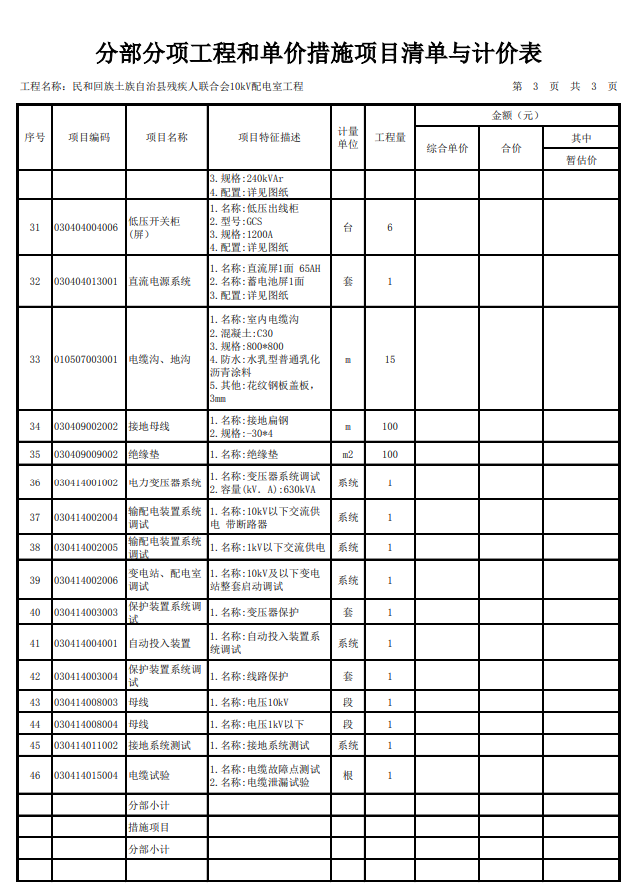 分部分项工程和单价措施项目清单与计价表
工程名称：民和回族土族自治县残疾人联合会10kV配电室工程 第 3 页 共 3 页
序号 项目编码 项目名称 项目特征描述 计量单位 工程量 金额（元）
综合单价 合价 其中
暂估价
3.规格:240kVAr
4.配置:详见图纸
31 030404004006 低压开关柜（屏） 1.名称:低压出线柜 台 6
2.型号:GCS
3.规格:1200A
4.配置:详见图纸
32 030404013001 直流电源系统 1.名称:直流屏1面 65AH 套 1
2.名称:蓄电池屏1面
3.配置:详见图纸
33 010507003001 电缆沟、地沟 1.名称:室内电缆沟 m 15
2.混凝土:C30
3.规格:800*800
4.防水:水乳型普通乳化
沥青涂料
5.其他:花纹钢板盖板，
3mm
34 030409002002 接地母线 1.名称:接地扁钢 m 100
2.规格:-30*4
35 030409009002 绝缘垫 1.名称:绝缘垫 m2 100
36 030414001002 电力变压器系统 1.名称:变压器系统调试 系统 1
2.容量(kV．A):630kVA
37 030414002004 输配电装置系统调试 1.名称:10kV以下交流供 系统 1
电 带断路器
38 030414002005 输配电装置系统调试 1.名称:1kV以下交流供电 系统 1
39 030414002006 变电站、配电室调试 1.名称:10kV及以下变电 系统 1
站整套启动调试
40 030414003003 保护装置系统调试 1.名称:变压器保护 套 1
41 030414004001 自动投入装置 1.名称:自动投入装置系 系统 1
统调试
42 030414003004 保护装置系统调试 1.名称:线路保护 套 1
43 030414008003 母线 1.名称:电压10kV 段 1
44 030414008004 母线 1.名称:电压1kV以下 段 1
45 030414011002 接地系统测试 1.名称:接地系统测试 系统 1
46 030414015004 电缆试验 1.名称:电缆故障点测试 根 1
2.名称:电缆泄漏试验
分部小计
措施项目
分部小计